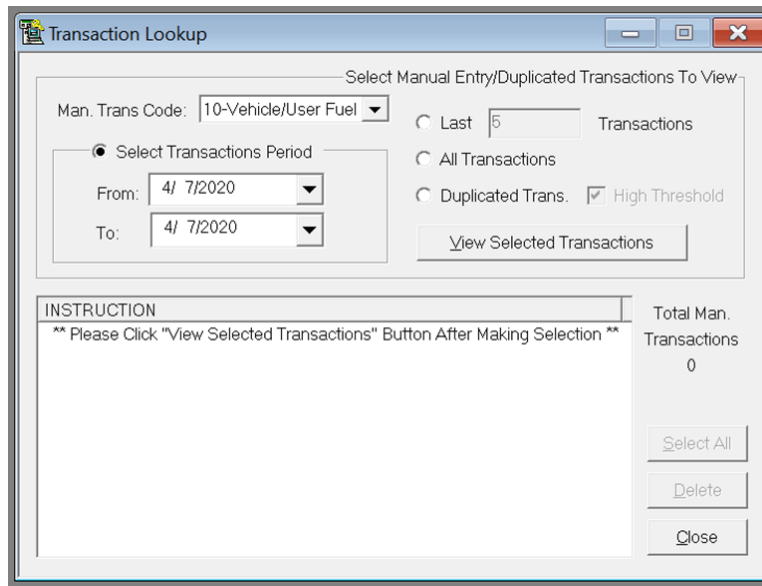 Transaction Lookup
Select Manual Entry/Duplicated Transactions To View
Man. Trans Code: 10-Vehicle/User Fuel
Select Transactions Period
From: 4/ 7/2020
To: 4/ 7/2020
Last 5 Transactions
All Transactions
Duplicated Trans. High Threshold
View Selected Transactions
INSTRUCTION
** Please Click "View Selected Transactions" Button After Making Selection **
Total Man.
Transactions
0
Select All
Delete
Close